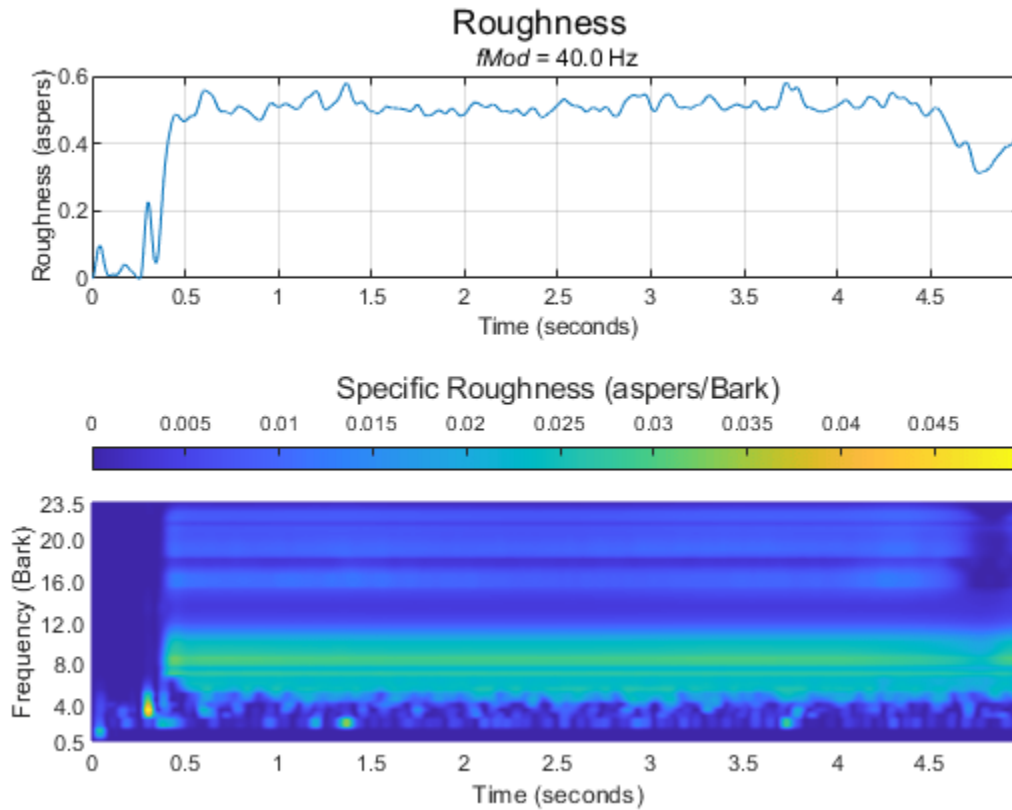 Roughness
fMod = 40.0 Hz
0.6
0.4
0.2
0
Roughness (aspers)
0 0.5 1 1.5 2 2.5 3 3.5 4 4.5
Time (seconds)
Specific Roughness (aspers/Bark)
0 0.005 0.01 0.015 0.02 0.025 0.03 0.035 0.04 0.045
23.5
20.0
16.0
12.0
8.0
4.0
0.5
Frequency (Bark)
0 0.5 1 1.5 2 2.5 3 3.5 4 4.5
Time (seconds)